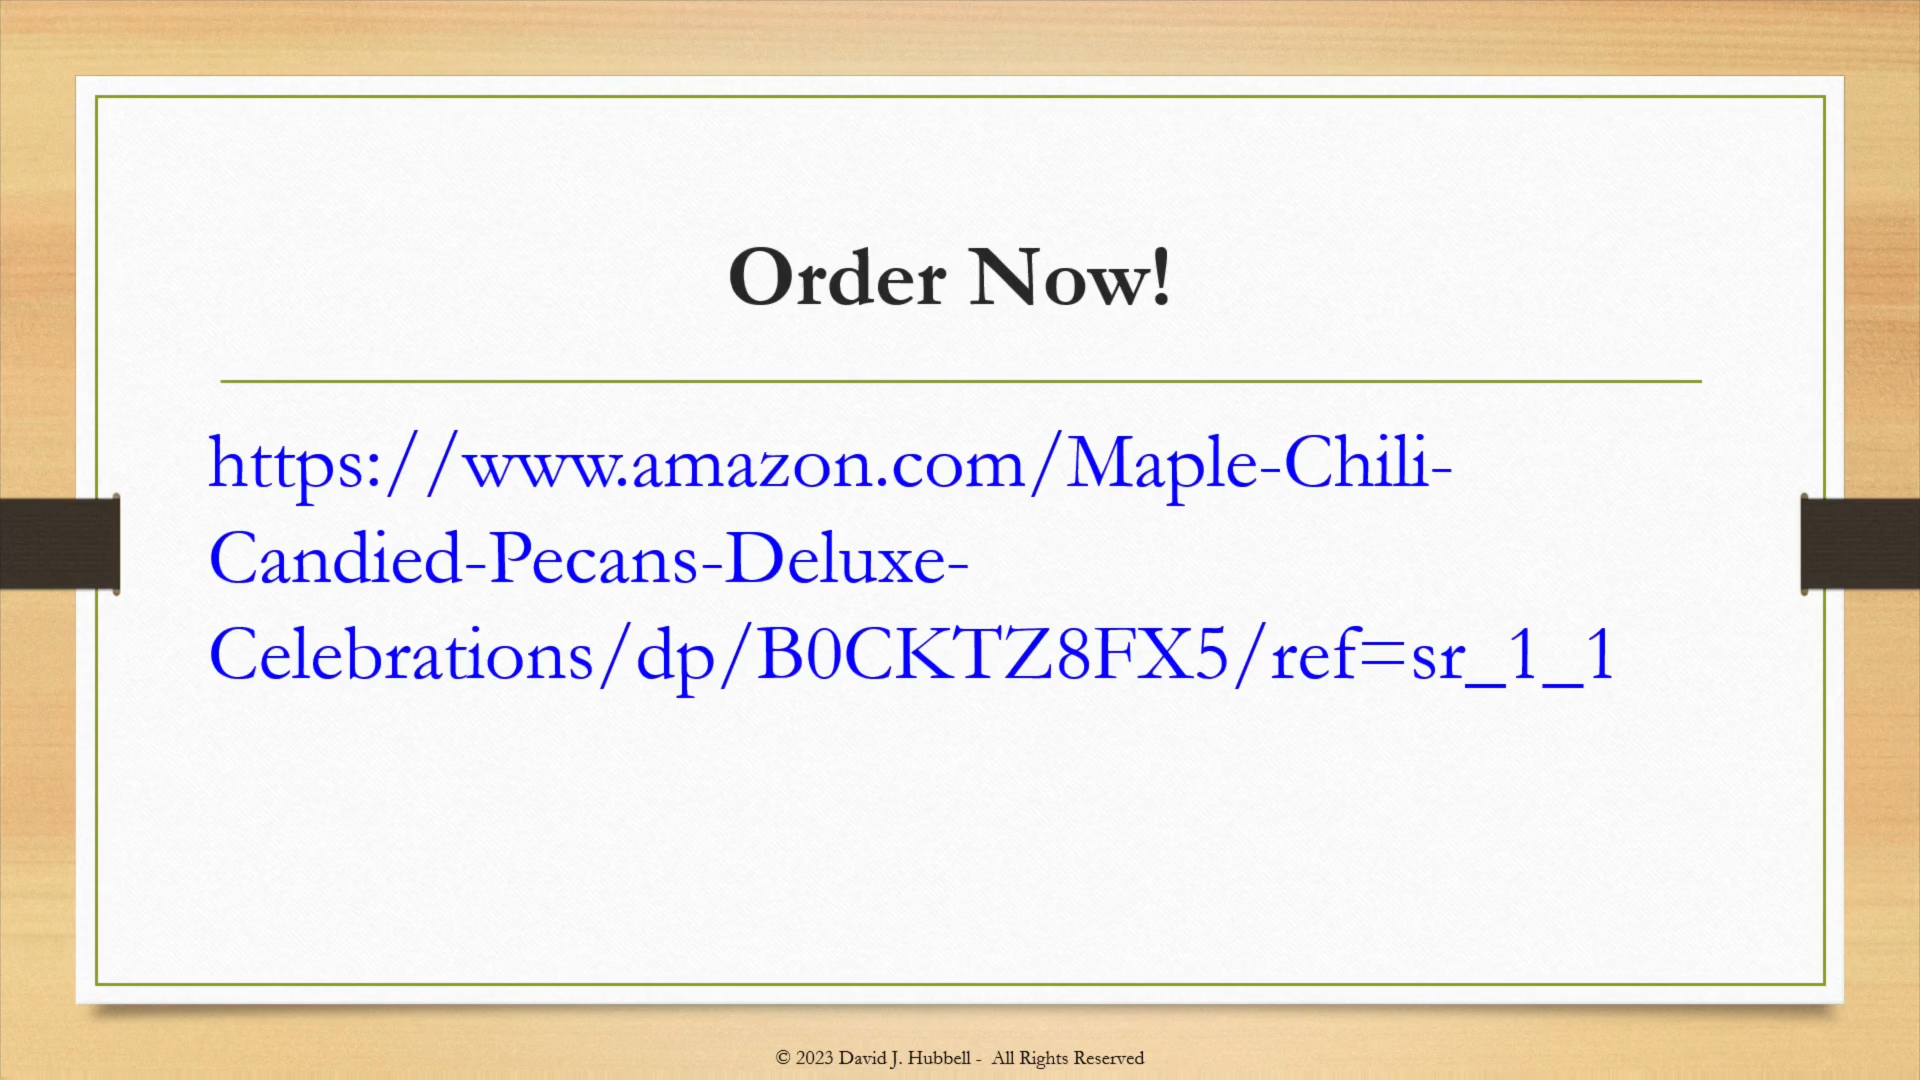 Order Now!
https://www.amazon.com/Maple-Chili-
Candied-Pecans-Deluxe-
Celebrations/dp/B0CKTZ8FX5/ref=sr_1_1
© 2023 David J. Hubbell - All Rights Reserved